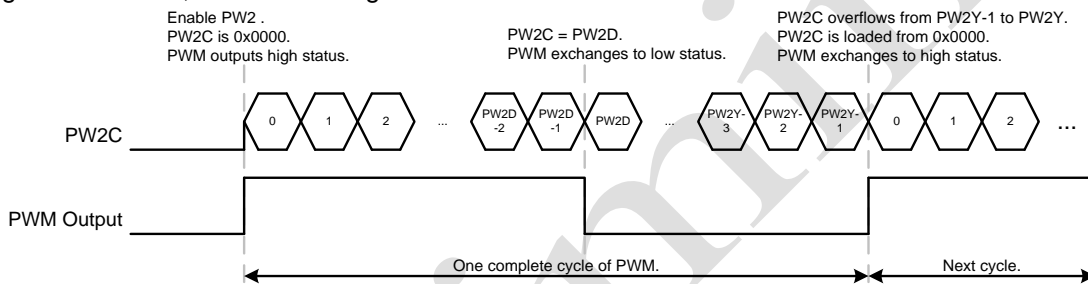 Enable PW2 .
PW2C is 0x0000.
PWM outputs high status.
PW2C = PW2D.
PWM exchanges to low status.
PW2C overflows from PW2Y-1 to PW2Y.
PW2C is loaded from 0x0000.
PWM exchanges to high status.
PW2C
0
1
2
...
PW2D
-2
PW2D
-1
PW2D
...
PW2Y-
3
PW2Y-
2
PW2Y-
1
0
1
2
...
PWM Output
One complete cycle of PWM.
Next cycle.